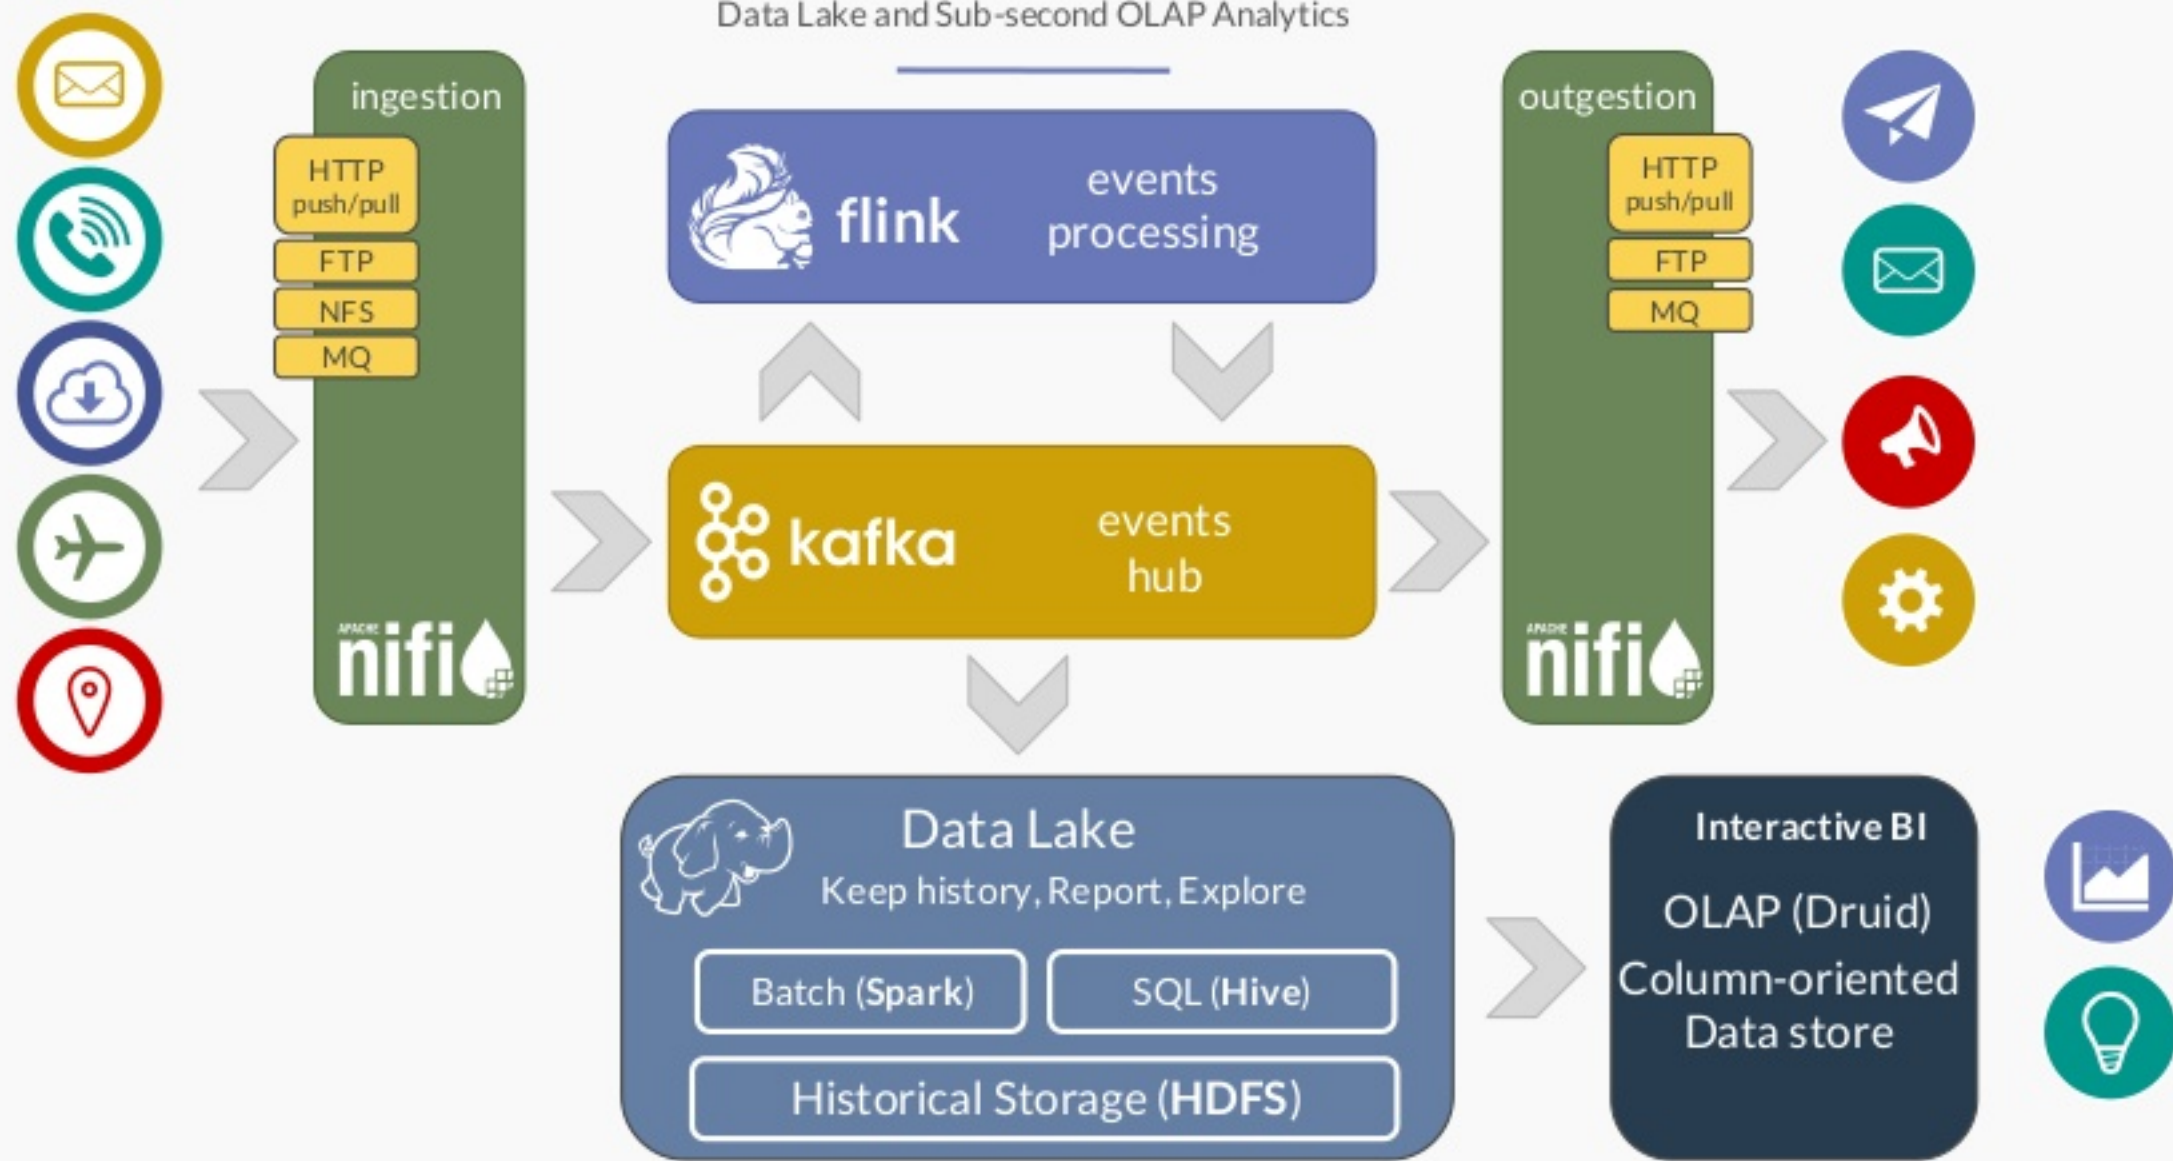 Data Lake and Sub-second OLAP Analytics
ingestion
HTTP
push/pull
FTP
NFS
MQ
APACHE
nifi
flink
events
processing
kafka
events
hub
outgestion
HTTP
push/pull
FTP
MQ
APACHE
nifi
Data Lake
Keep history, Report, Explore
Batch (Spark)
SQL (Hive)
Historical Storage (HDFS)
Interactive BI
OLAP (Druid)
Column-oriented
Data store